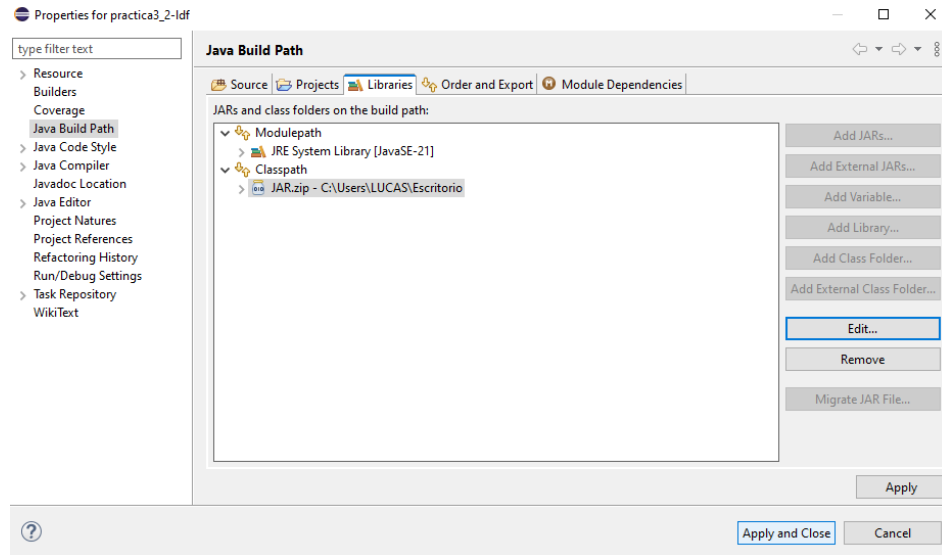 Properties for practica3_2-ldf
type filter text
Resource
Builders
Coverage
Java Build Path
Java Code Style
Java Compiler
Javadoc Location
Java Editor
Project Natures
Project References
Refactoring History
Run/Debug Settings
Task Repository
WikiText
Java Build Path
Source Projects Libraries Order and Export Module Dependencies
JARs and class folders on the build path:
Modulepath
JRE System Library [JavaSE-21]
Classpath
JAR.zip - C:\Users\LUCAS\Escritorio
Add JARs...
Add External JARs...
Add Variable...
Add Library...
Add Class Folder...
Add External Class Folder...
Edit...
Remove
Migrate JAR File...
Apply
Apply and Close Cancel